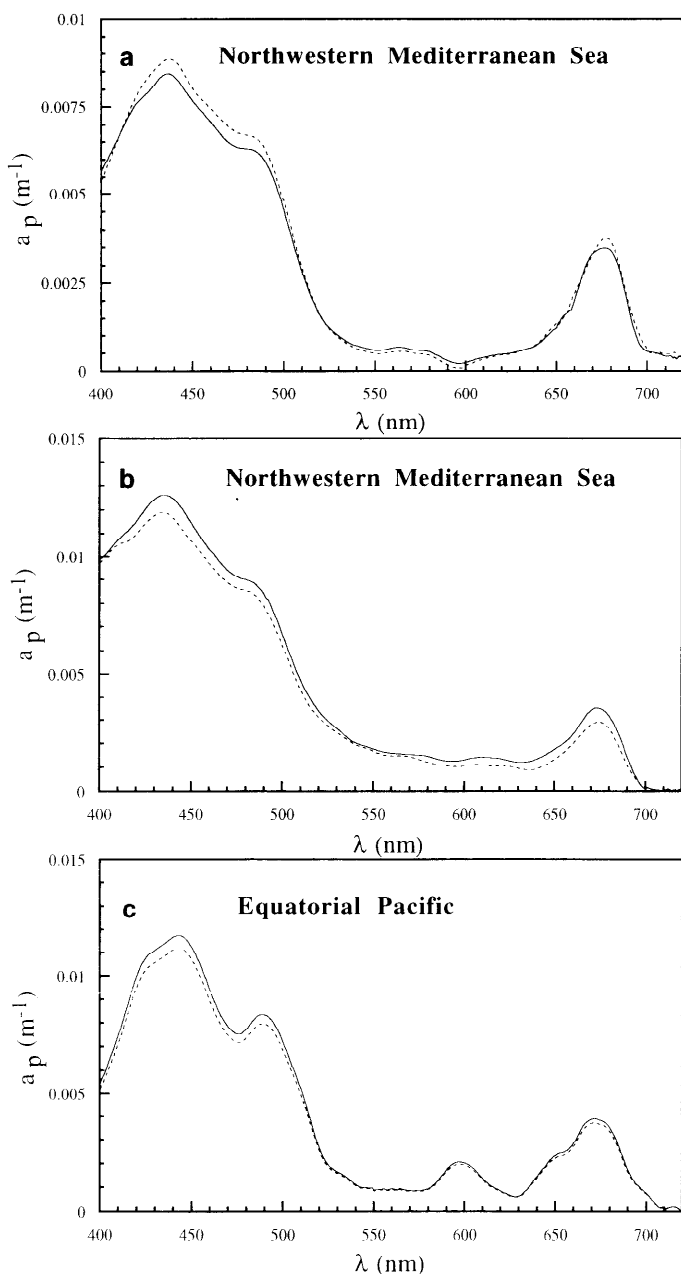 0.01
a Northwestern Mediterranean Sea
0.0075
a p (m-1)
0.005
0.0025
0
400 450 500 550 600 650 700
λ (nm)
0.015
b Northwestern Mediterranean Sea
0.01
a p (m-1)
0.005
0
400 450 500 550 600 650 700
λ (nm)
0.015
c Equatorial Pacific
0.01
a p (m-1)
0.005
0
400 450 500 550 600 650 700
λ (nm)